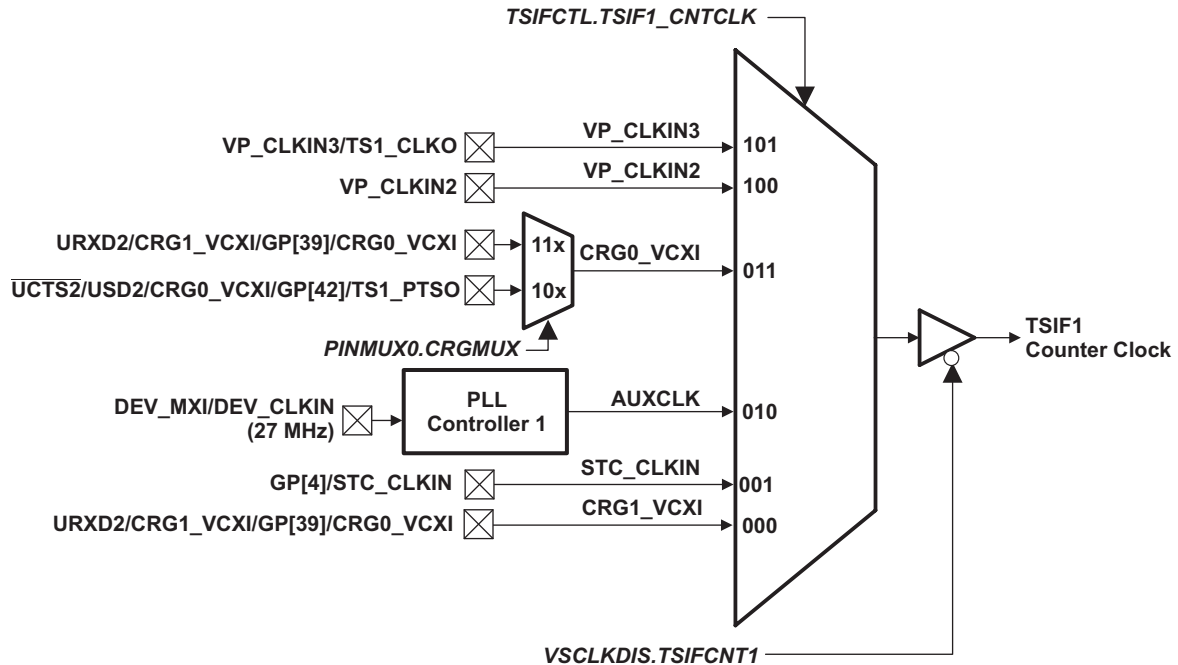 TSIFCTL.TSIF1_CNTCLK
VP_CLKIN3/TS1_CLKO
VP_CLKIN3
101
VP_CLKIN2
VP_CLKIN2
100
URXD2/CRG1_VCXI/GP[39]/CRG0_VCXI
11x
CRG0_VCXI
011
UCTS2/USD2/CRG0_VCXI/GP[42]/TS1_PTSO
10x
PINMUX0.CRGMUX
TSIF1
Counter Clock
DEV_MXI/DEV_CLKIN
(27 MHz)
PLL
Controller 1
AUXCLK
010
GP[4]/STC_CLKIN
STC_CLKIN
001
URXD2/CRG1_VCXI/GP[39]/CRG0_VCXI
CRG1_VCXI
000
VSCLKDIS.TSIFCNT1